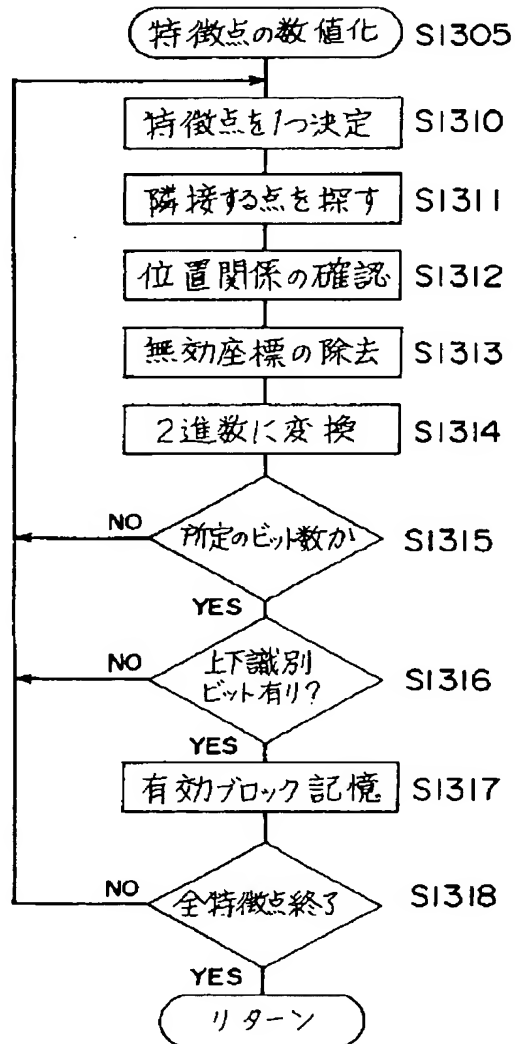 特徴点の数値化 S1305
特徴点を1つ決定 S1310
隣接する点を探す S1311
位置関係の確認 S1312
無効座標の除去 S1313
2進数に変換 S1314
NO 所定のビット数か S1315
YES
NO 上下識別 S1316
ビット有り?
YES
有効ブロック記憶 S1317
NO 全特徴点終了 S1318
YES
リターン